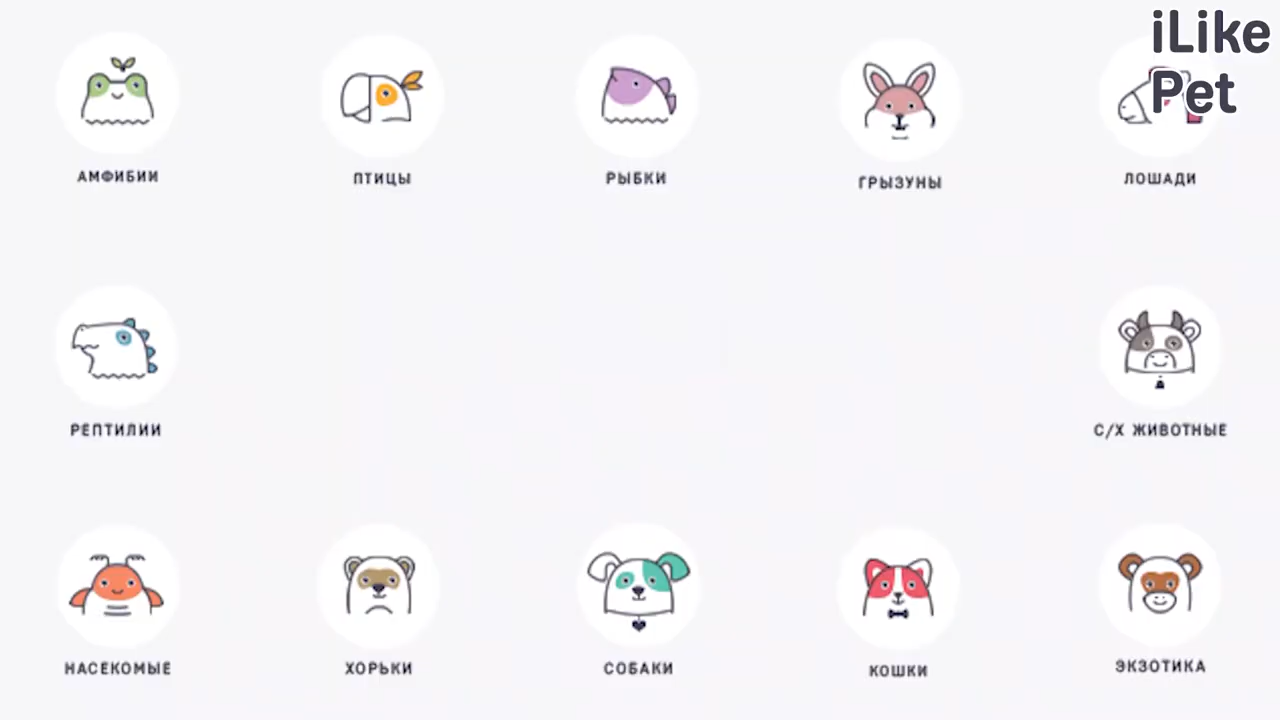 iLike
Pet
АМФИБИИ
ПТИЦЫ
РЫБКИ
ГРЫЗУНЫ
ЛОШАДИ
РЕПТИЛИИ
С/Х ЖИВОТНЫЕ
НАСЕКОМЫЕ
ХОРЬКИ
СОБАКИ
КОШКИ
ЭКЗОТИКА